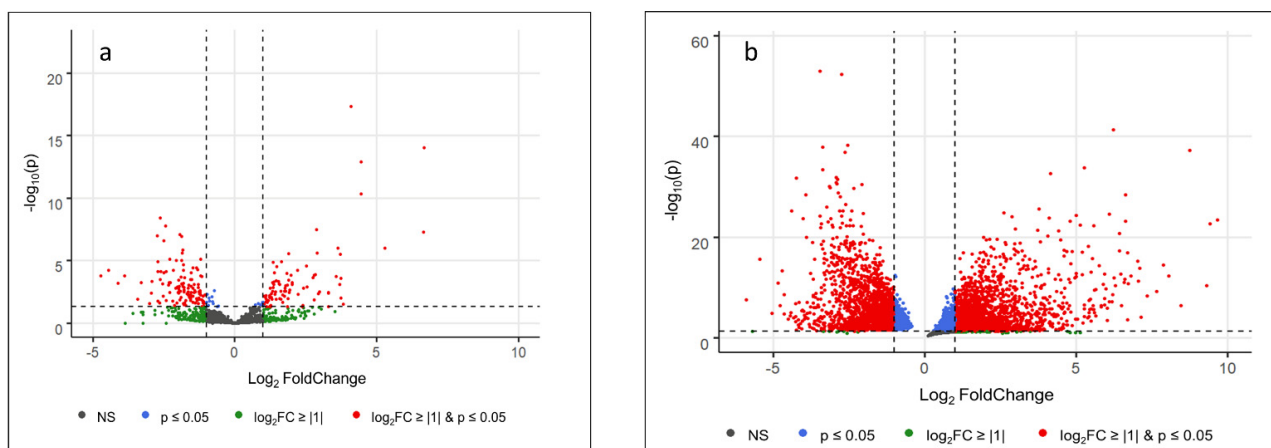 a
20
15
10
5
0
-log10(p)
-5
0
5
10
Log2 FoldChange
NS
p ≤ 0.05
log2FC ≥ |1|
log2FC ≥ |1| & p ≤ 0.05
b
60
40
20
0
-log10(p)
-5
0
5
10
Log2 FoldChange
NS
p ≤ 0.05
log2FC ≥ |1|
log2FC ≥ |1| & p ≤ 0.05